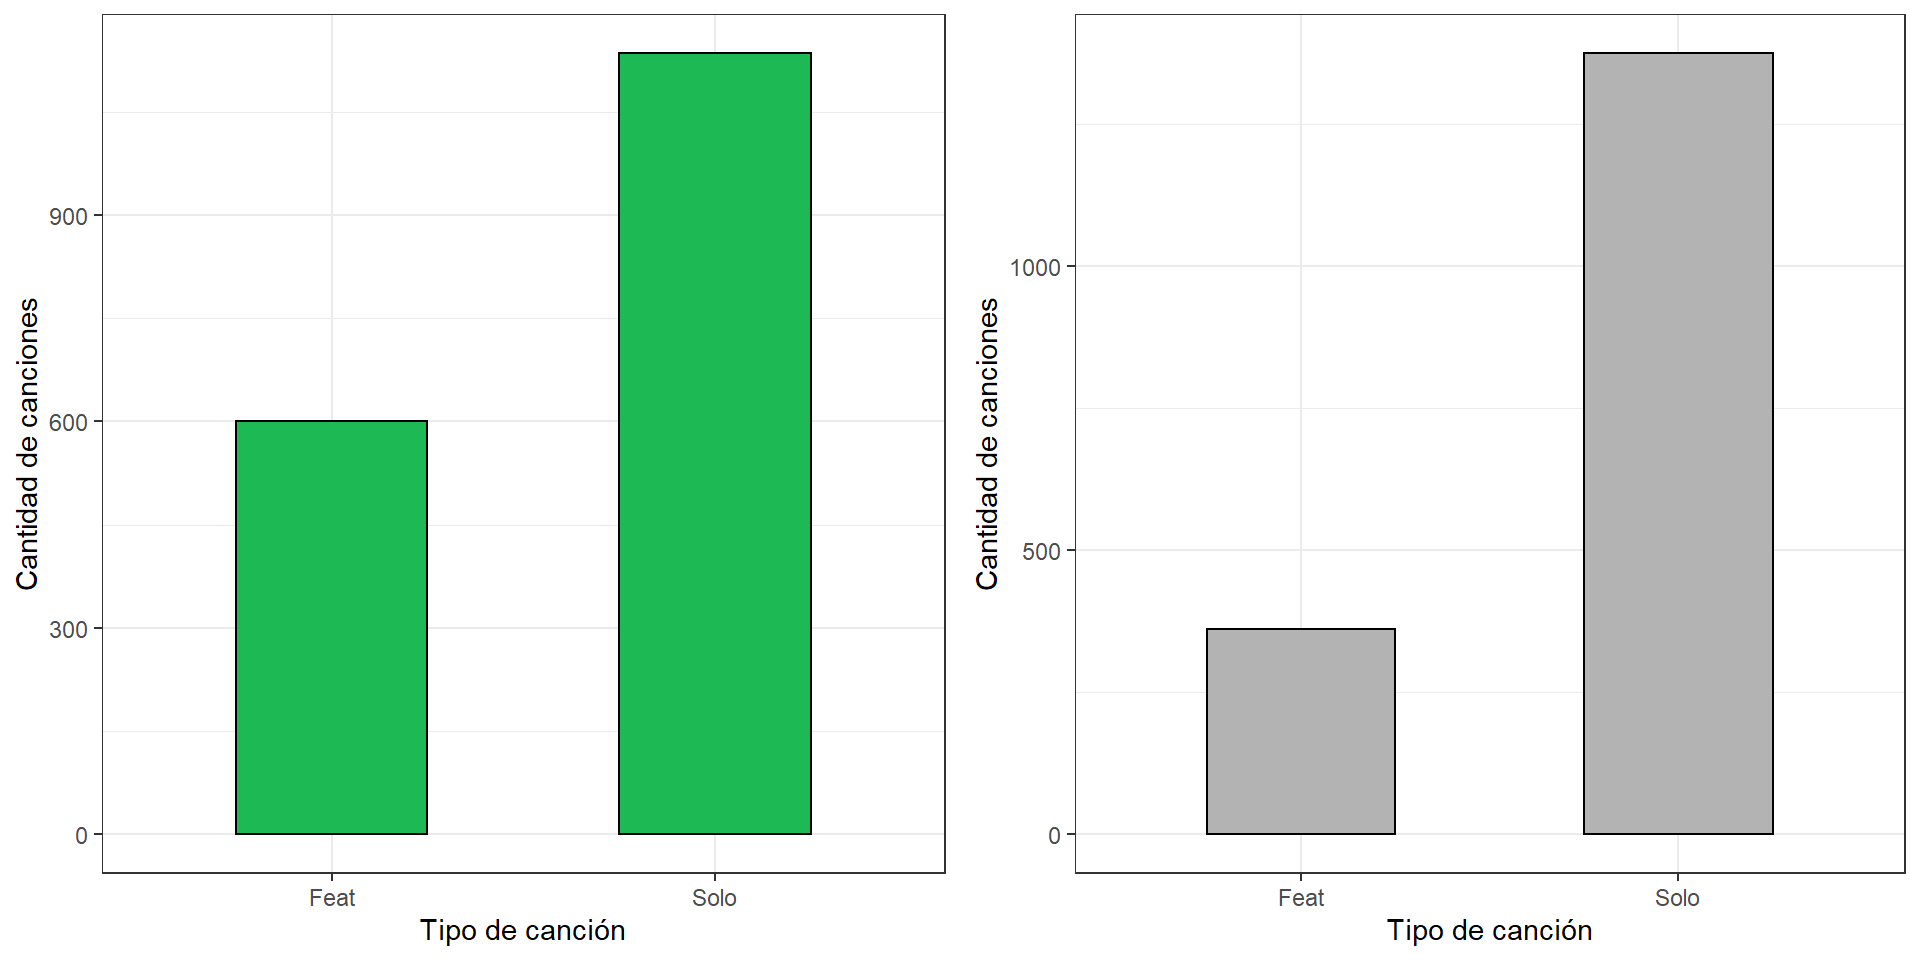 Cantidad de canciones
900
600
300
0
Feat
Solo
Tipo de canción
Cantidad de canciones
1000
500
0
Feat
Solo
Tipo de canción